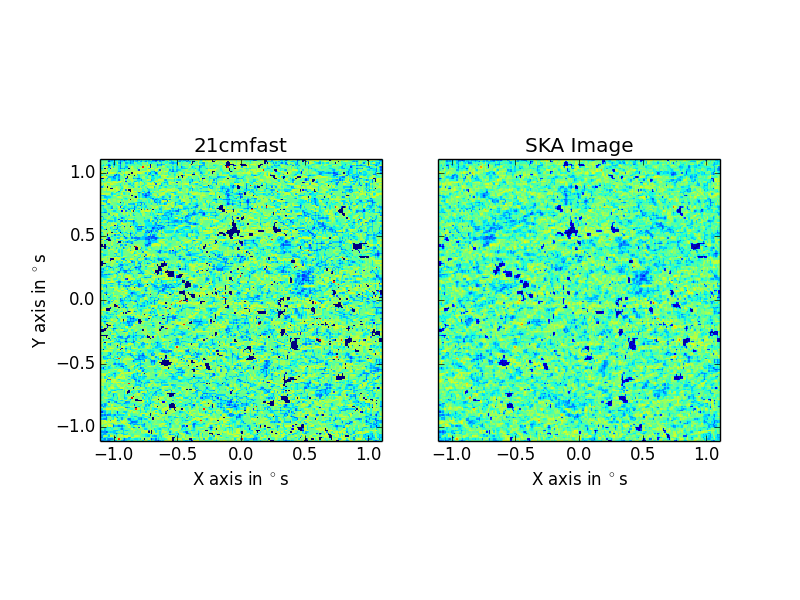 21cmfast
SKA Image
1.0
0.5
0.0
−0.5
−1.0
Y axis in °s
−1.0 −0.5 0.0 0.5 1.0
−1.0 −0.5 0.0 0.5 1.0
X axis in °s
X axis in °s